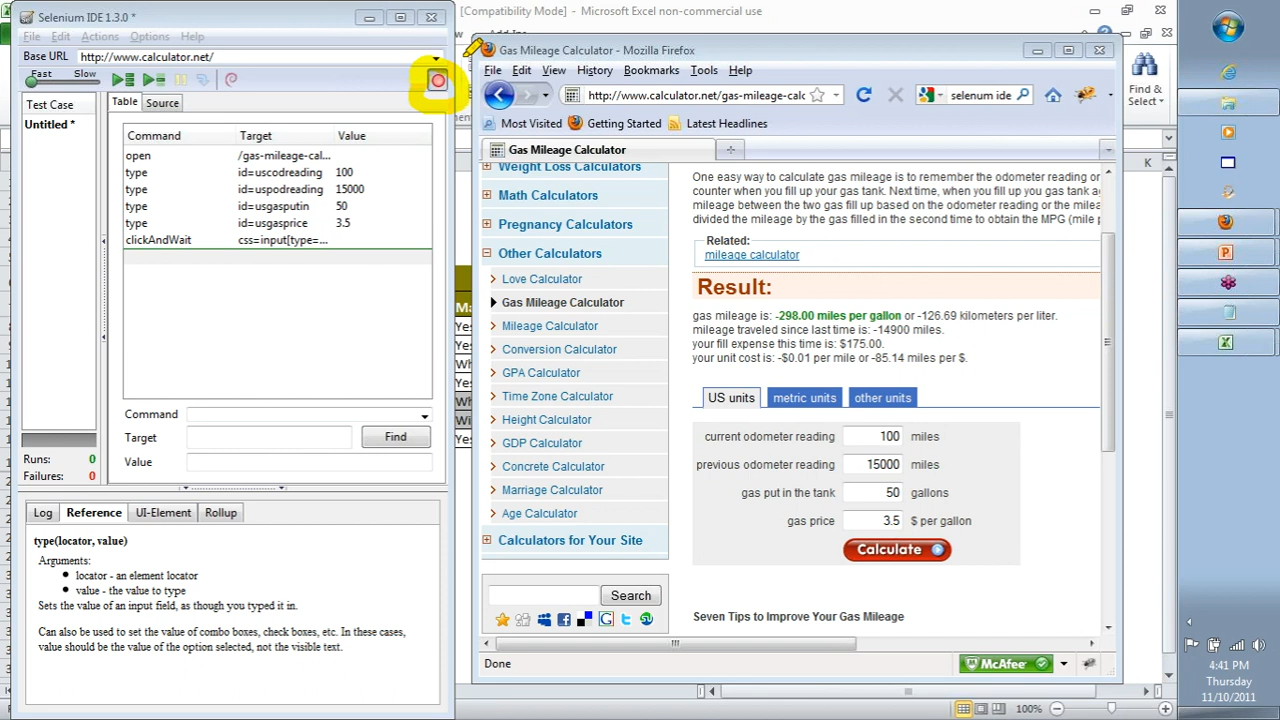 Selenium IDE 1.3.0 *
File Edit Actions Options Help
Base URL http://www.calculator.net/
Fast Slow
Test Case
Untitled *
Table Source
Command Target Value
open /gas-mileage-cal...
type id=uscodreading 100
type id=uspodreading 15000
type id=usgasputin 50
type id=usgasprice 3.5
clickAndWait css=input[type=...
Command
Target Find
Value
Runs: 0
Failures: 0
Log Reference UI-Element Rollup
type(locator, value)
Arguments:
locator - an element locator
value - the value to type
Sets the value of an input field, as though you typed it in.
Can also be used to set the value of combo boxes, check boxes, etc. In these cases,
value should be the value of the option selected, not the visible text.
[Compatibility Mode] - Microsoft Excel non-commercial use
Gas Mileage Calculator - Mozilla Firefox
File Edit View History Bookmarks Tools Help
http://www.calculator.net/gas-mileage-calc
selenium ide
Most Visited Getting Started Latest Headlines
Gas Mileage Calculator
Weight Loss Calculators
Math Calculators
Pregnancy Calculators
Other Calculators
Love Calculator
Gas Mileage Calculator
Mileage Calculator
Conversion Calculator
GPA Calculator
Time Zone Calculator
Height Calculator
GDP Calculator
Concrete Calculator
Marriage Calculator
Age Calculator
Calculators for Your Site
Search
One easy way to calculate gas mileage is to remember the odometer reading or
counter when you fill up your gas tank. Next time, when you fill up you gas tank ag
mileage between the two gas filled up based on the odometer reading or the milea
divided the mileage by the gas filled in the second time to obtain the MPG (mile p
Related:
mileage calculator
Result:
gas mileage is: -298.00 miles per gallon or -126.69 kilometers per liter.
mileage traveled since last time is: -14900 miles.
your fill expense this time is: $175.00.
your unit cost is: -$0.01 per mile or -85.14 miles per $.
US units metric units other units
current odometer reading 100 miles
previous odometer reading 15000 miles
gas put in the tank 50 gallons
gas price 3.5 $ per gallon
Calculate
Seven Tips to Improve Your Gas Mileage
Done
McAfee
Find &
Select
K
100%
4:41 PM
Thursday
11/10/2011